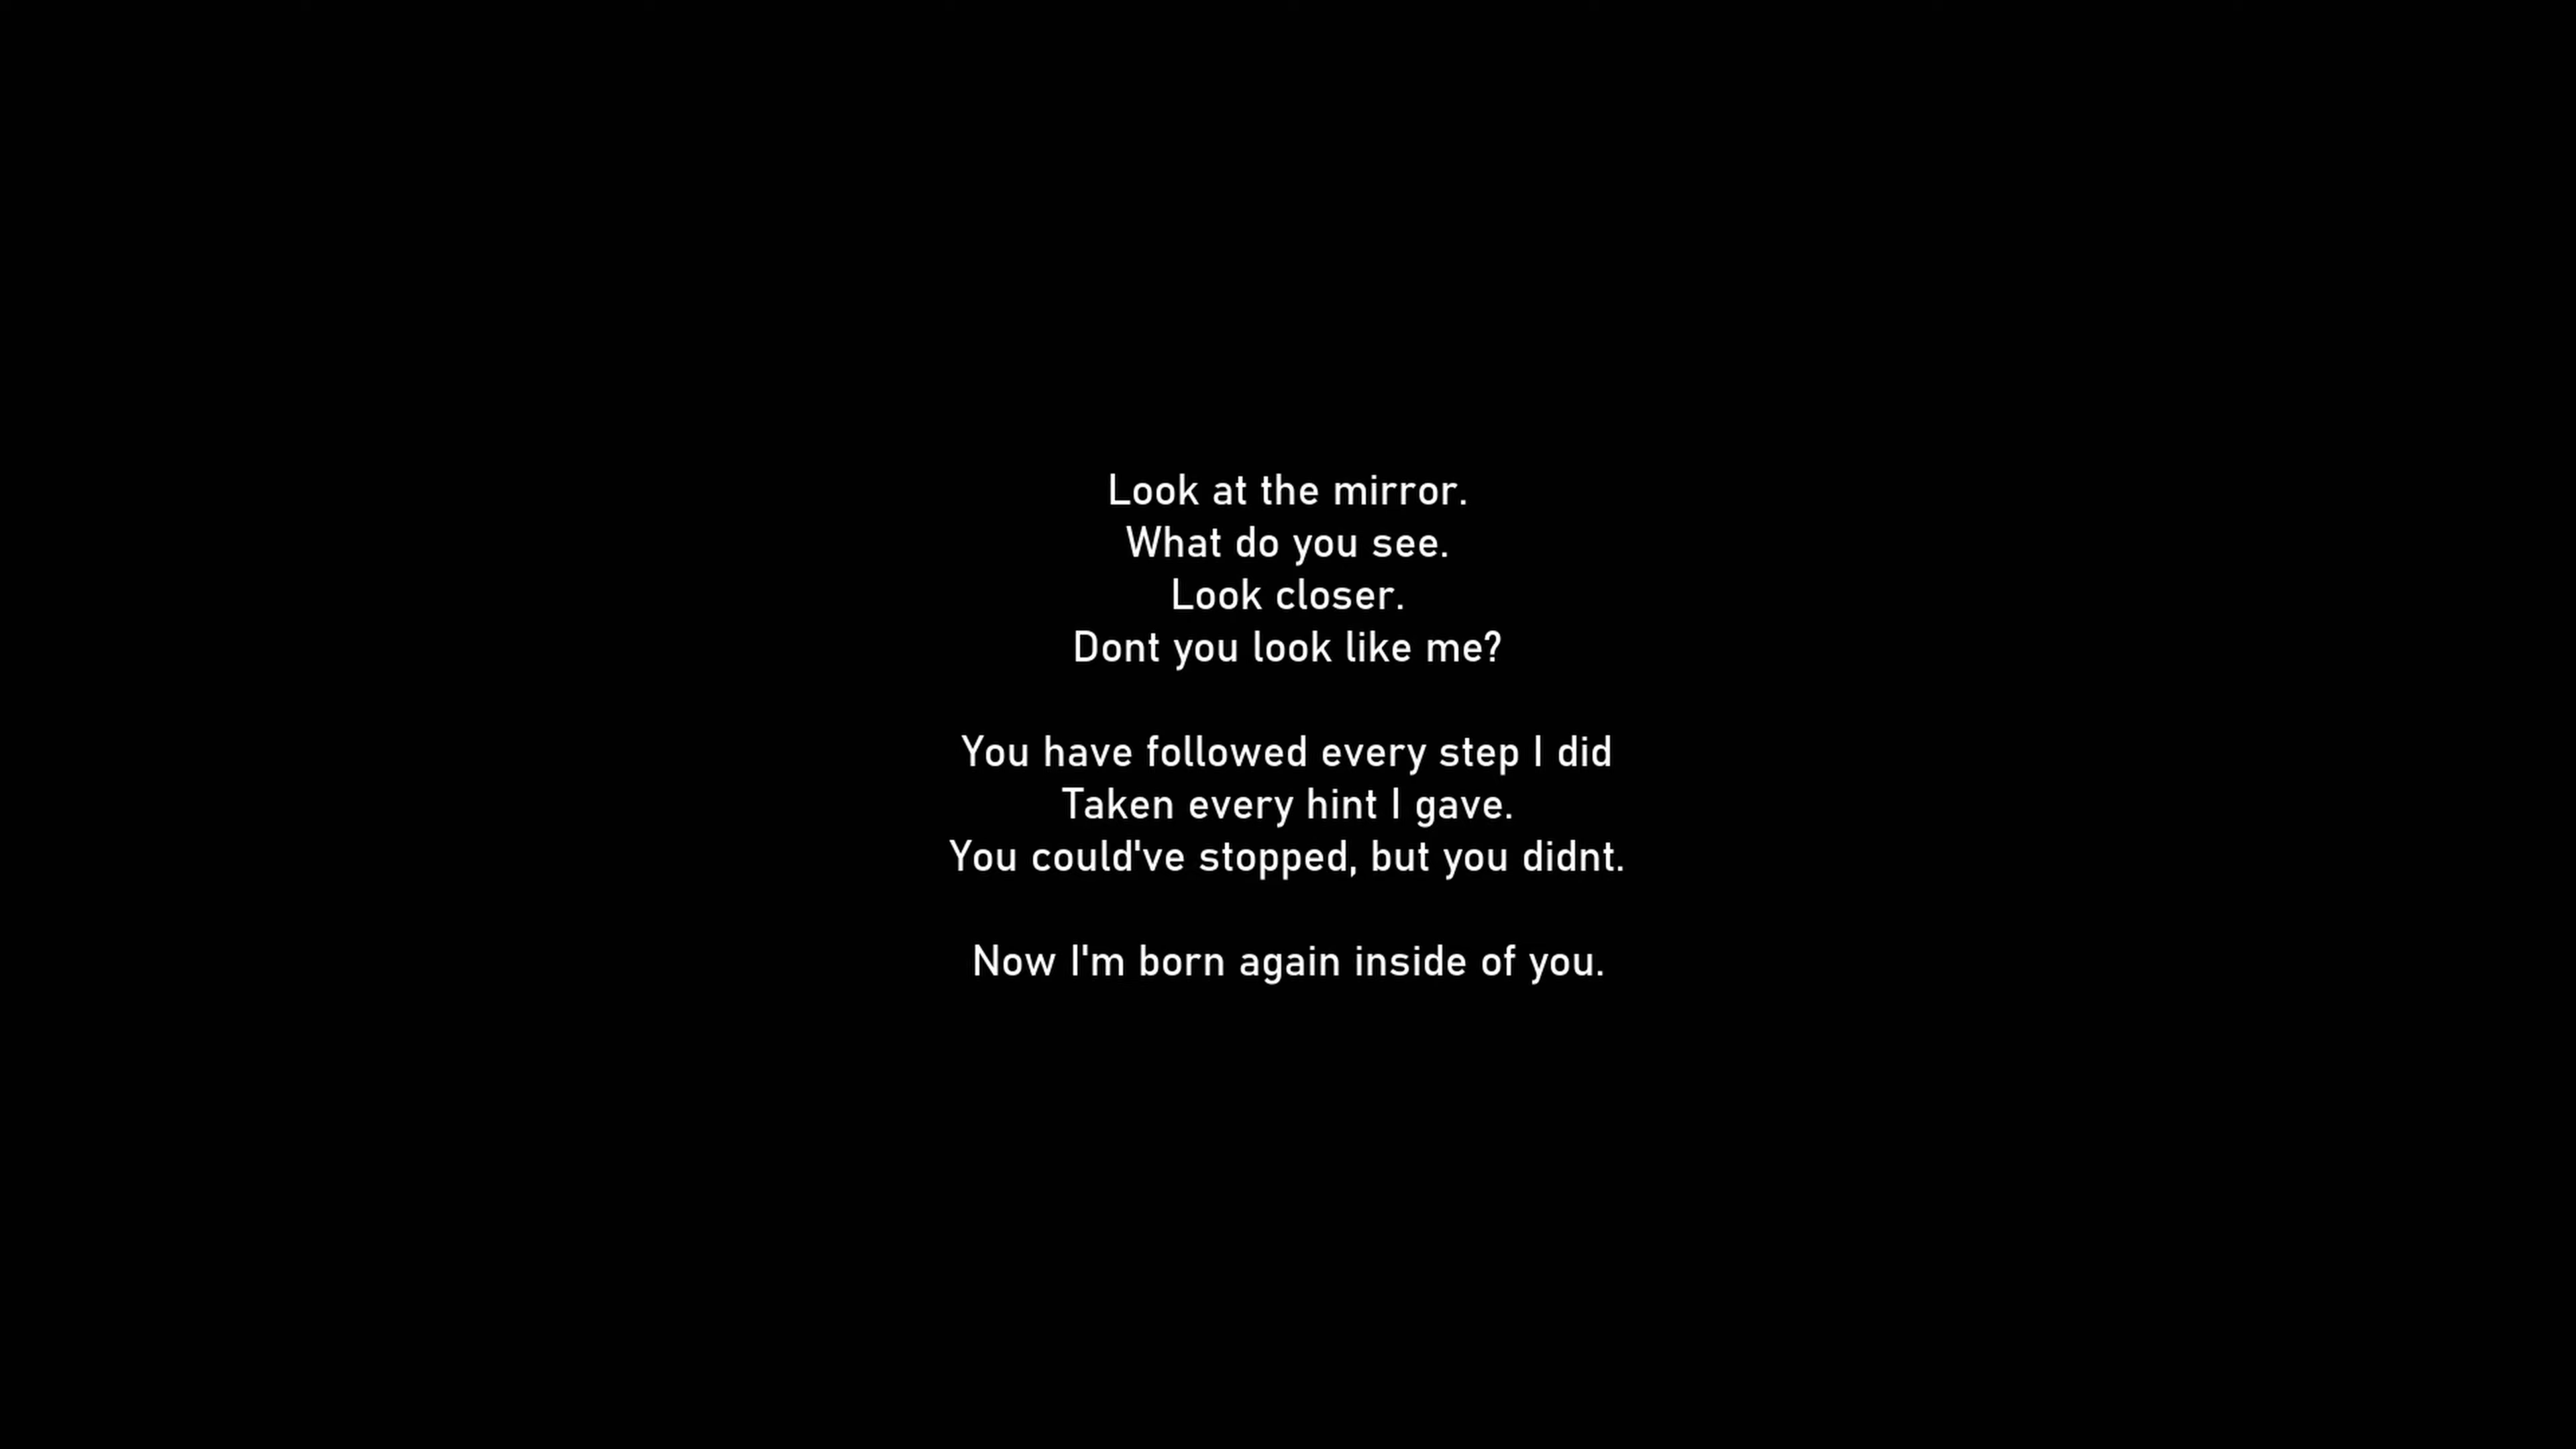 Look at the mirror.
What do you see.
Look closer.
Dont you look like me?
You have followed every step I did
Taken every hint I gave.
You could've stopped, but you didnt.
Now I'm born again inside of you.